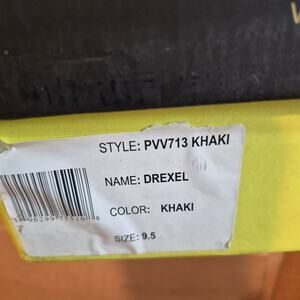 STYLE: PVV713 KHAKI
NAME: DREXEL
COLOR: KHAKI
SIZE: 9.5